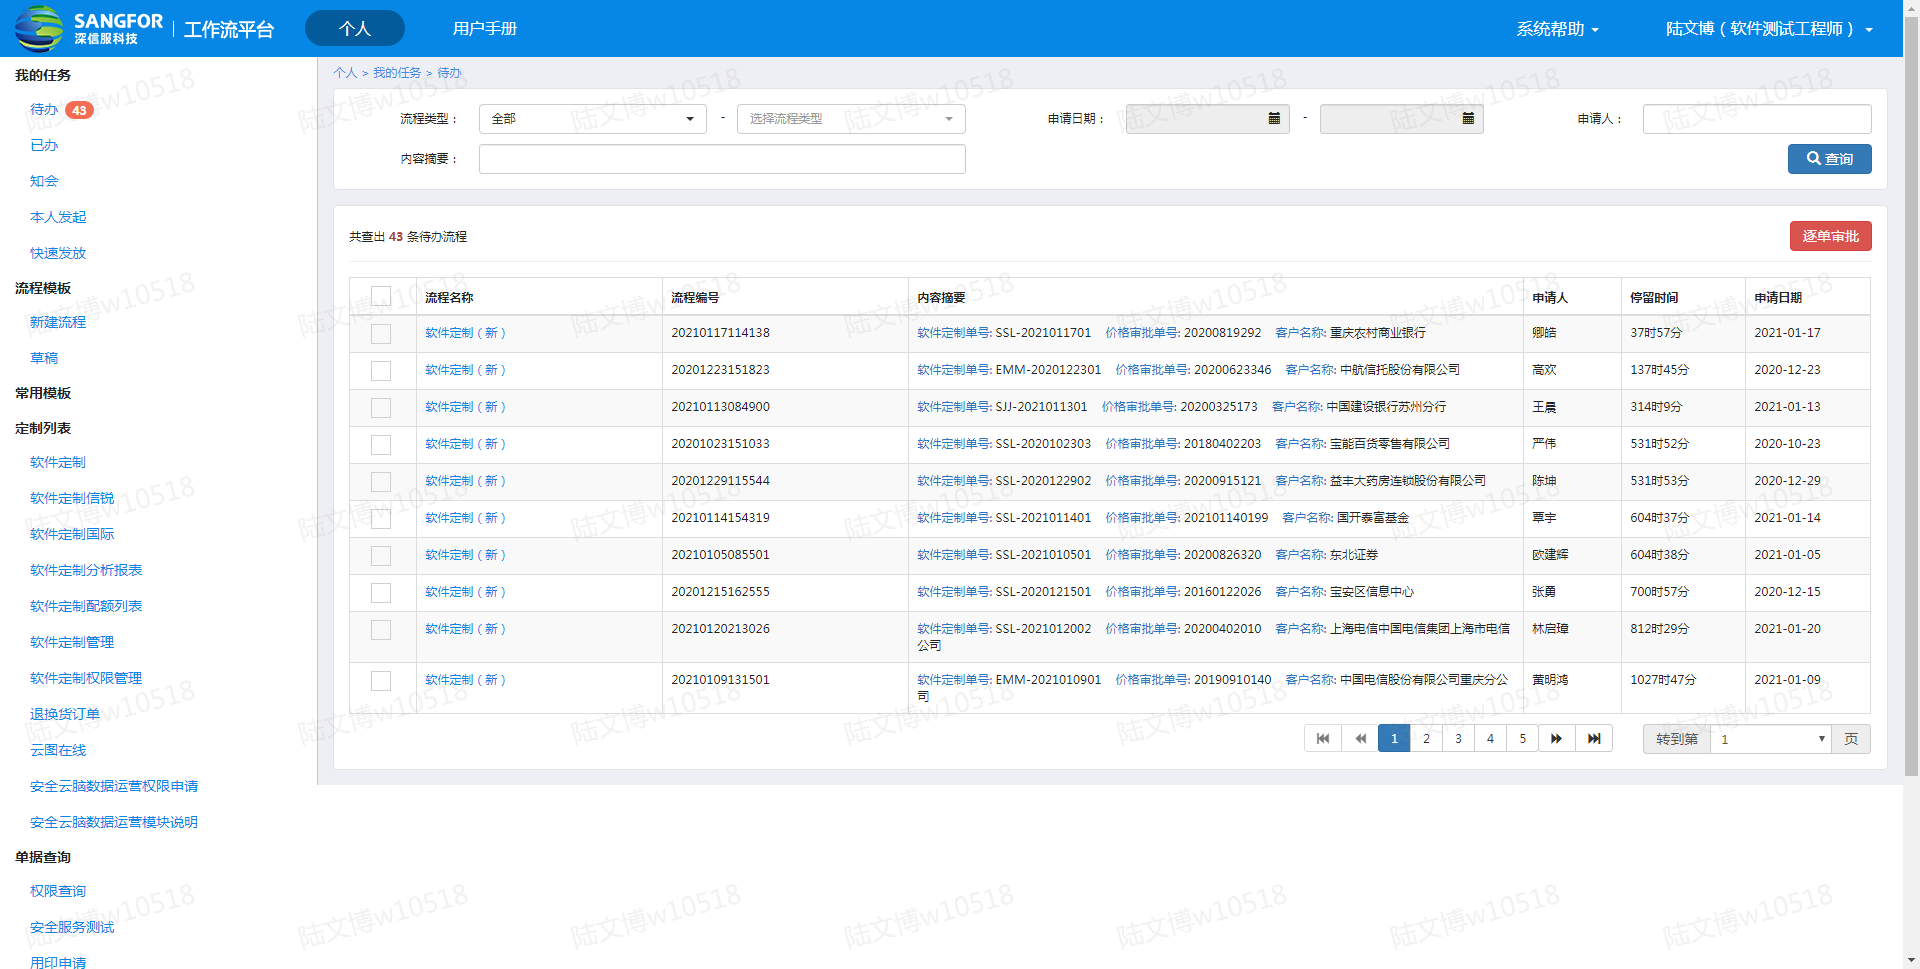 SANGFOR
深信服科技
工作流平台
个人
用户手册
系统帮助
陆文博（软件测试工程师）
我的任务
待办 43
已办
知会
本人发起
快速发放
流程模板
新建流程
草稿
常用模板
定制列表
软件定制
软件定制信锐
软件定制国际
软件定制分析报表
软件定制配额列表
软件定制管理
软件定制权限管理
退换货订单
云图在线
安全云脑数据运营权限申请
安全云脑数据运营模块说明
单据查询
权限查询
安全服务测试
用印申请
个人 > 我的任务 > 待办
流程类型： 全部 - 选择流程类型 申请日期： - 申请人：
内容摘要： 查询
共查出 43 条待办流程 逐单审批
流程名称 流程编号 内容摘要 申请人 停留时间 申请日期
软件定制（新） 20210117114138 软件定制单号: SSL-2021011701 价格审批单号: 20200819292 客户名称: 重庆农村商业银行 卿皓 37时57分 2021-01-17
软件定制（新） 20201223151823 软件定制单号: EMM-2020122301 价格审批单号: 20200623346 客户名称: 中航信托股份有限公司 高欢 137时45分 2020-12-23
软件定制（新） 20210113084900 软件定制单号: SJJ-2021011301 价格审批单号: 20200325173 客户名称: 中国建设银行苏州分行 王晨 314时9分 2021-01-13
软件定制（新） 20201023151033 软件定制单号: SSL-2020102303 价格审批单号: 20180402203 客户名称: 宝能百货零售有限公司 严伟 531时52分 2020-10-23
软件定制（新） 20201229115544 软件定制单号: SSL-2020122902 价格审批单号: 20200915121 客户名称: 益丰大药房连锁股份有限公司 陈坤 531时53分 2020-12-29
软件定制（新） 20210114154319 软件定制单号: SSL-2021011401 价格审批单号: 202101140199 客户名称: 国开泰富基金 覃宇 604时37分 2021-01-14
软件定制（新） 20210105085501 软件定制单号: SSL-2021010501 价格审批单号: 20200826320 客户名称: 东北证券 欧建辉 604时38分 2021-01-05
软件定制（新） 20201215162555 软件定制单号: SSL-2020121501 价格审批单号: 20160122026 客户名称: 宝安区信息中心 张勇 700时57分 2020-12-15
软件定制（新） 20210120213026 软件定制单号: SSL-2021012002 价格审批单号: 20200402010 客户名称: 上海电信中国电信集团上海市电信 林启璋 812时29分 2021-01-20
公司
软件定制（新） 20210109131501 软件定制单号: EMM-2021010901 价格审批单号: 20190910140 客户名称: 中国电信股份有限公司重庆分公 黄明鸿 1027时47分 2021-01-09
司
1 2 3 4 5 转到第 1 页
陆文博w10518